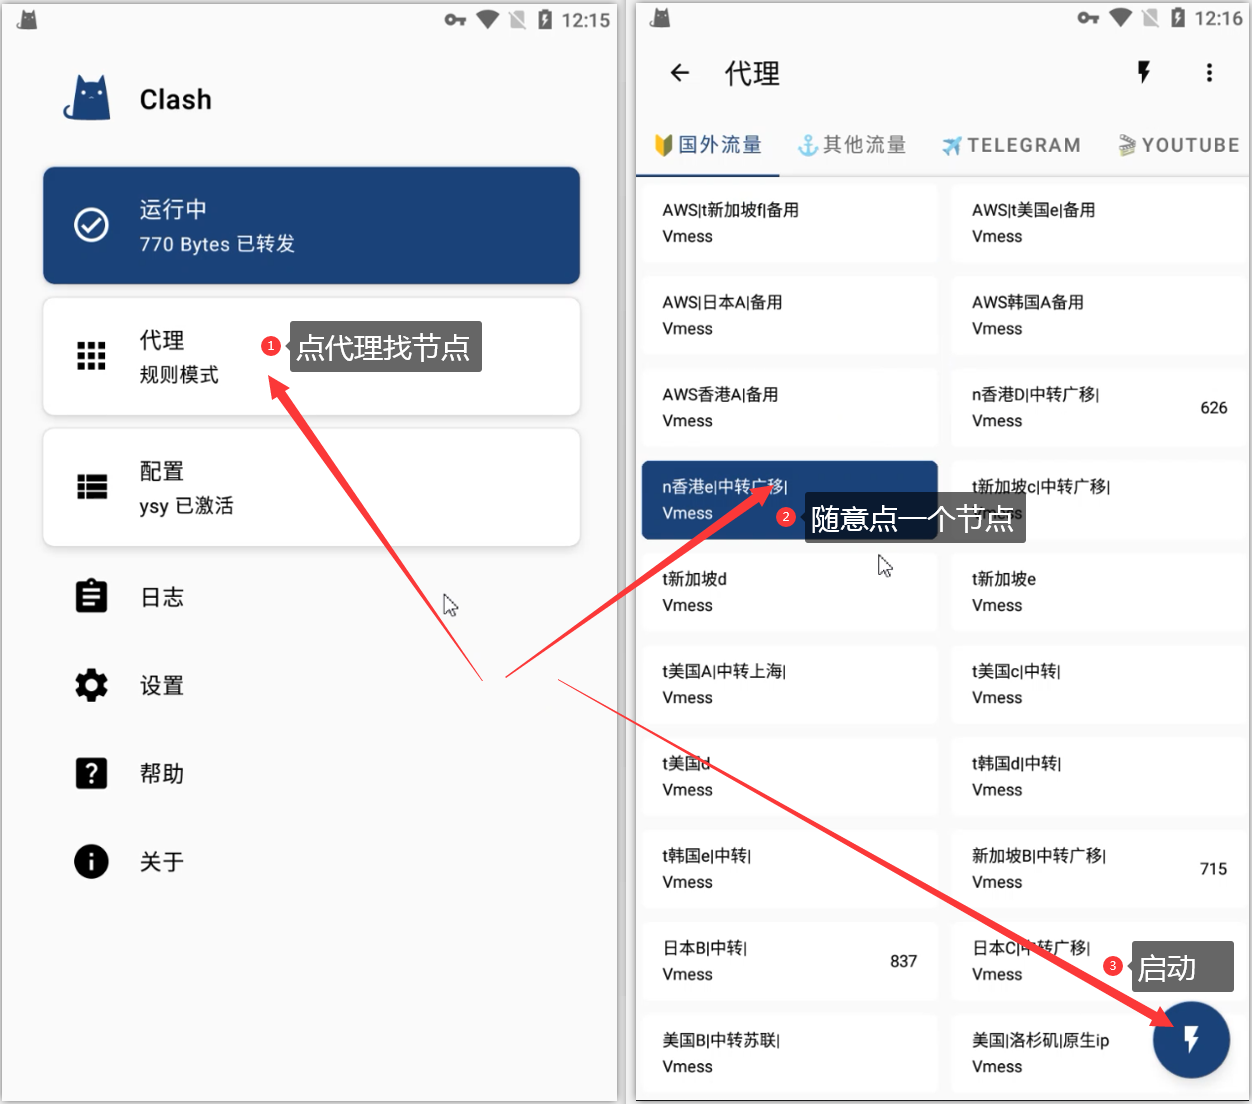 12:15
Clash
运行中
770 Bytes 已转发
代理
规则模式
1 点代理找节点
配置
ysy 已激活
日志
设置
帮助
关于
12:16
代理
国外流量 其他流量 TELEGRAM YOUTUBE
AWS|t新加坡f|备用 AWS|t美国e|备用
Vmess Vmess
AWS|日本A|备用 AWS韩国A备用
Vmess Vmess
AWS香港A|备用 n香港D|中转广移|
Vmess Vmess 626
n香港e|中转广移| t新加坡c|中转广移|
Vmess Vmess
2 随意点一个节点
t新加坡d t新加坡e
Vmess Vmess
t美国A|中转上海| t美国c|中转|
Vmess Vmess
t美国d t韩国d|中转|
Vmess Vmess
t韩国e|中转| 新加坡B|中转广移|
Vmess Vmess 715
日本B|中转| 日本C|中转广移|
Vmess 837 Vmess
3 启动
美国B|中转苏联| 美国|洛杉矶|原生ip
Vmess Vmess